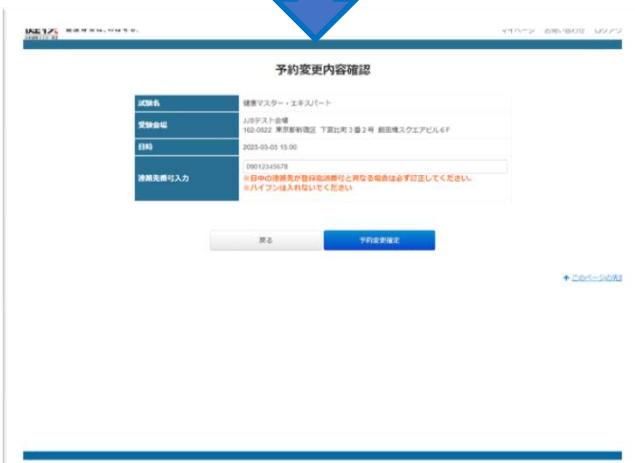 マイページ お問い合わせ ログアウ
予約変更内容確認
試験名 健康マスター・エキスパート
受験会場 JJSテスト会場
162-0822 東京都新宿区 下宮比町3番2号 飯田橋スクエアビル6F
日時 2023-03-03 15:00
連絡先番号入力 09012345678
※日中の連絡先が登録電話番号と異なる場合は必ず訂正してください。
※ハイフンは入れないでください
戻る 予約変更確定
このページの先頭